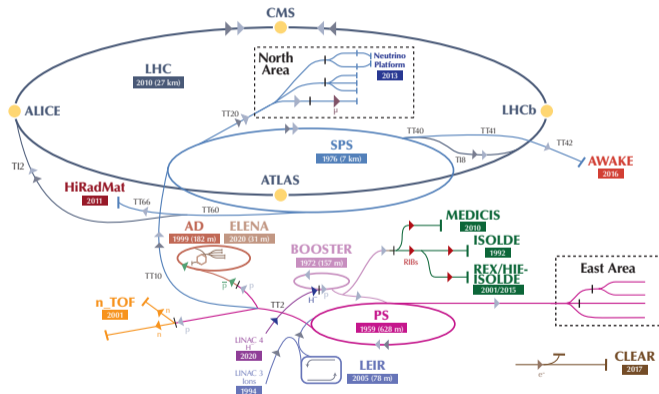 CMS
North
Area
Neutrino
Platform
2013
LHC
2010 (27 km)
μ
ALICE
LHCb
TT20
TT40
TT41
TT42
SPS
1976 (7 km)
TI8
TI2
AWAKE
2016
HiRadMat
2011
TT66
ATLAS
TT60
MEDICIS
2010
AD
1999 (182 m)
ELENA
2020 (31 m)
BOOSTER
1972 (157 m)
ISOLDE
1992
RIBs
REX/HIE-
ISOLDE
2001/2015
East Area
TT10
p
p
H⁻
p
n_TOF
2001
n
n
p
TT2
PS
1959 (628 m)
LINAC 4
H⁻
2020
LINAC 3
Ions
1994
LEIR
2005 (78 m)
CLEAR
2017
e⁻